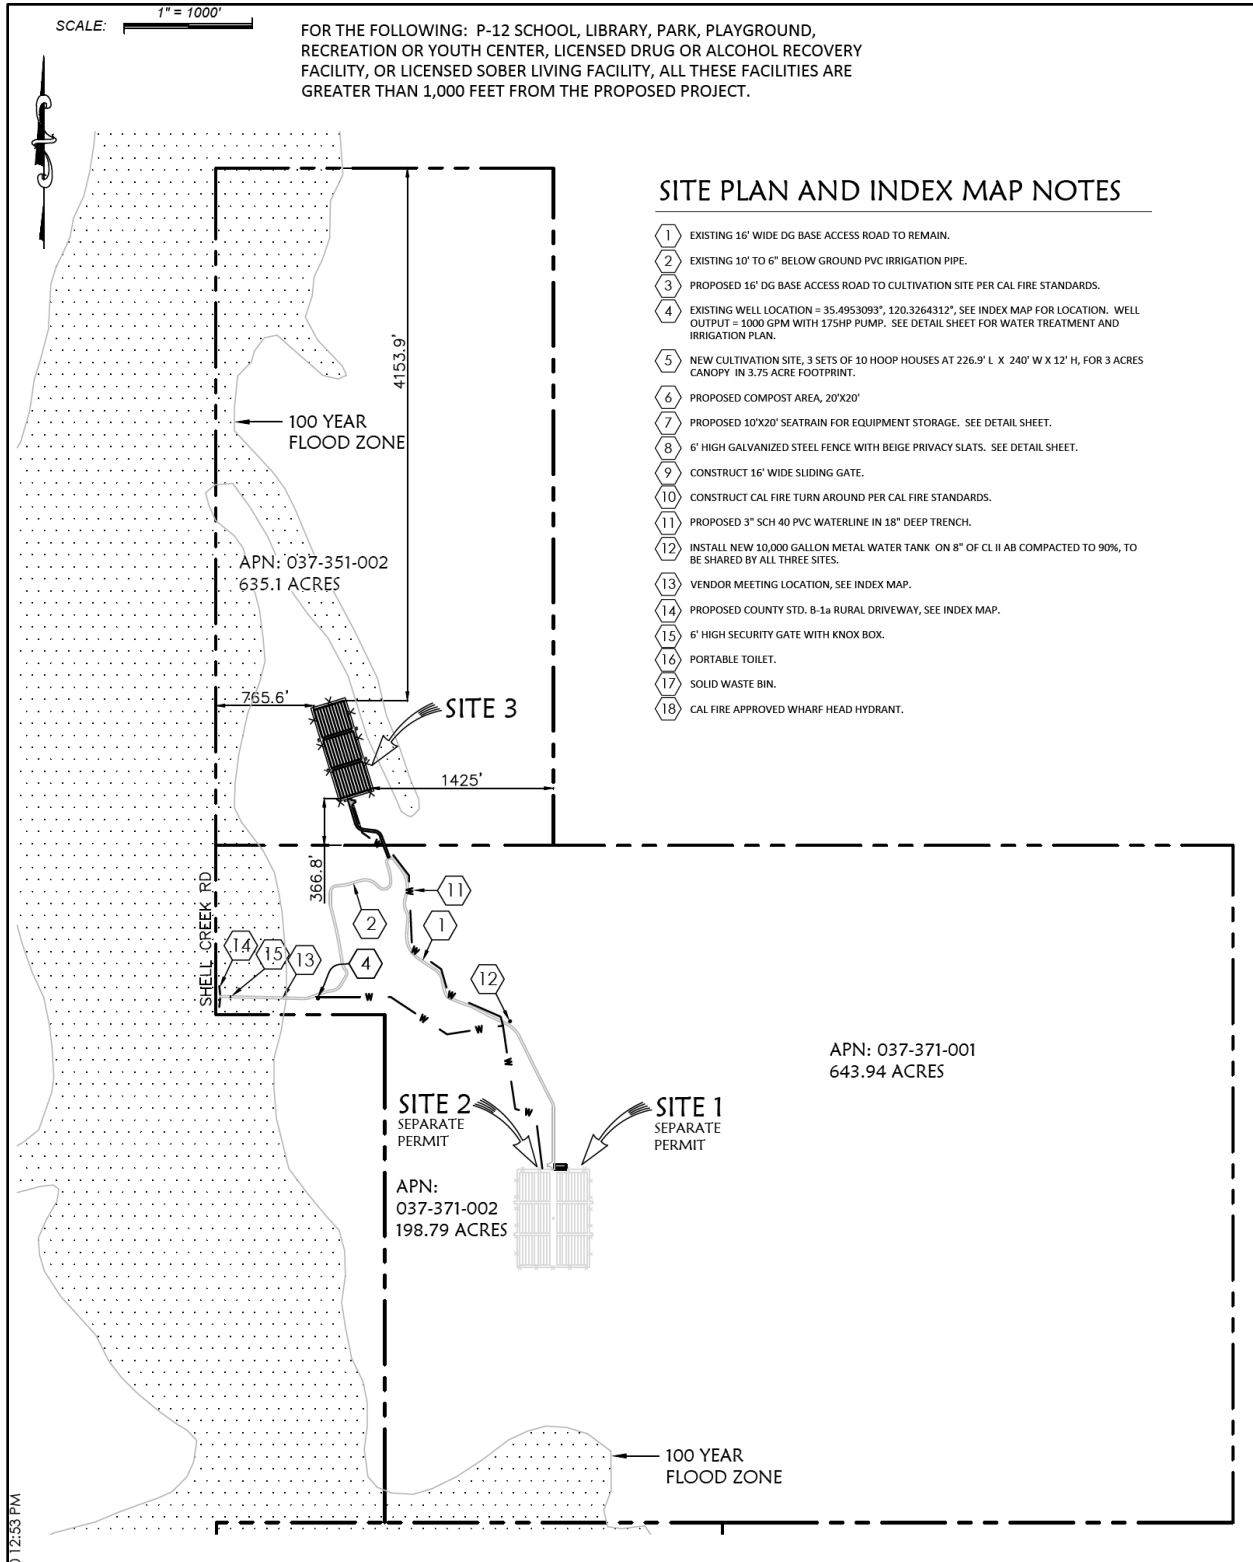 SCALE:
1" = 1000'
FOR THE FOLLOWING: P-12 SCHOOL, LIBRARY, PARK, PLAYGROUND,
RECREATION OR YOUTH CENTER, LICENSED DRUG OR ALCOHOL RECOVERY
FACILITY, OR LICENSED SOBER LIVING FACILITY, ALL THESE FACILITIES ARE
GREATER THAN 1,000 FEET FROM THE PROPOSED PROJECT.
SITE PLAN AND INDEX MAP NOTES
1 EXISTING 16' WIDE DG BASE ACCESS ROAD TO REMAIN.
2 EXISTING 10' TO 6" BELOW GROUND PVC IRRIGATION PIPE.
3 PROPOSED 16' DG BASE ACCESS ROAD TO CULTIVATION SITE PER CAL FIRE STANDARDS.
4 EXISTING WELL LOCATION = 35.4953093°, 120.3264312°, SEE INDEX MAP FOR LOCATION. WELL
OUTPUT = 1000 GPM WITH 175HP PUMP. SEE DETAIL SHEET FOR WATER TREATMENT AND
IRRIGATION PLAN.
5 NEW CULTIVATION SITE, 3 SETS OF 10 HOOP HOUSES AT 226.9' L X 240' W X 12' H, FOR 3 ACRES
CANOPY IN 3.75 ACRE FOOTPRINT.
6 PROPOSED COMPOST AREA, 20'X20'
7 PROPOSED 10'X20' SEATRAIN FOR EQUIPMENT STORAGE. SEE DETAIL SHEET.
8 6' HIGH GALVANIZED STEEL FENCE WITH BEIGE PRIVACY SLATS. SEE DETAIL SHEET.
9 CONSTRUCT 16' WIDE SLIDING GATE.
10 CONSTRUCT CAL FIRE TURN AROUND PER CAL FIRE STANDARDS.
11 PROPOSED 3" SCH 40 PVC WATERLINE IN 18" DEEP TRENCH.
12 INSTALL NEW 10,000 GALLON METAL WATER TANK ON 8" OF CL II AB COMPACTED TO 90%, TO
BE SHARED BY ALL THREE SITES.
13 VENDOR MEETING LOCATION, SEE INDEX MAP.
14 PROPOSED COUNTY STD. B-1a RURAL DRIVEWAY, SEE INDEX MAP.
15 6' HIGH SECURITY GATE WITH KNOX BOX.
16 PORTABLE TOILET.
17 SOLID WASTE BIN.
18 CAL FIRE APPROVED WHARF HEAD HYDRANT.
4153.9'
100 YEAR
FLOOD ZONE
APN: 037-351-002
635.1 ACRES
765.6'
SITE 3
1425'
366.8'
SHELL CREEK RD
11
2
1
14
15
13
4
12
W
W
W
W
W
W
W
W
W
W
APN: 037-371-001
643.94 ACRES
SITE 2
SEPARATE
PERMIT
SITE 1
SEPARATE
PERMIT
APN:
037-371-002
198.79 ACRES
100 YEAR
FLOOD ZONE
12:53 PM